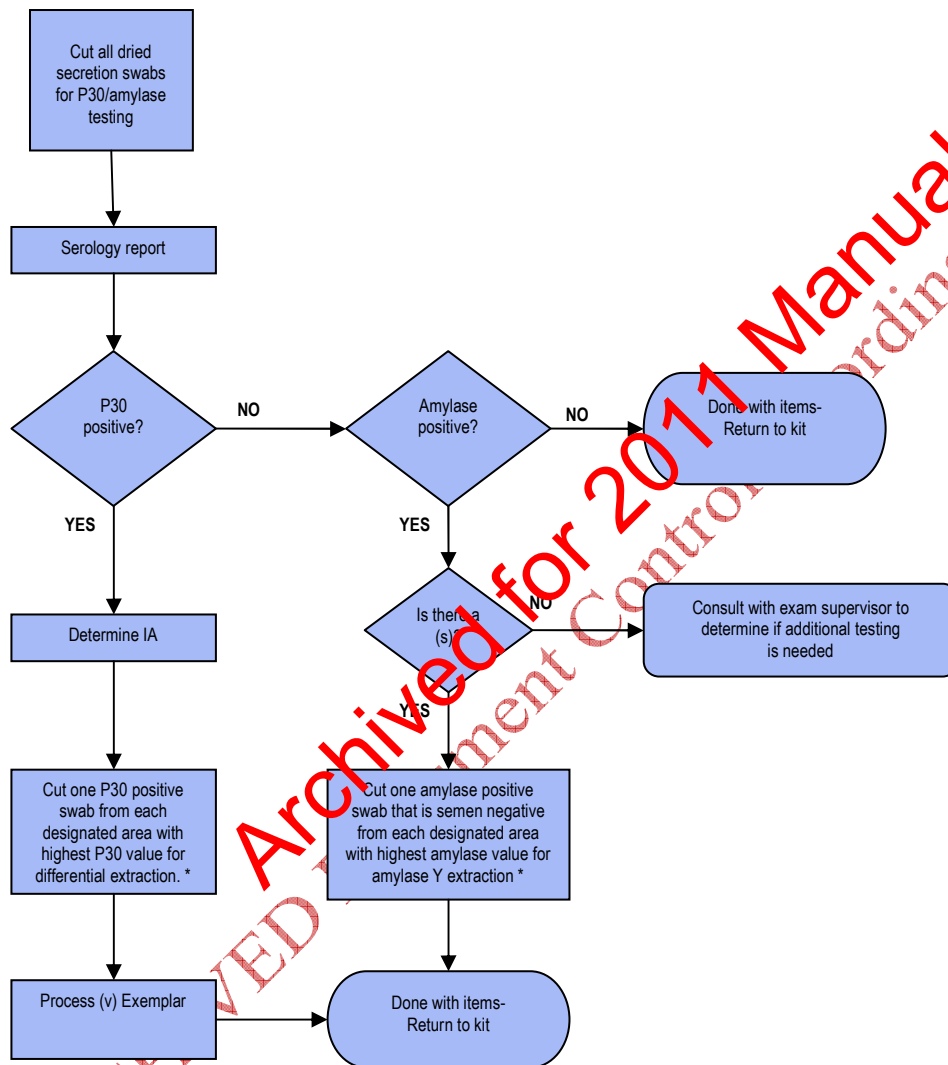 Cut all dried
secretion swabs
for P30/amylase
testing
Serology report
P30
positive?
NO
Amylase
positive?
NO
Done with items-
Return to kit
YES
YES
Determine IA
Is there a
(s)?
NO
Consult with exam supervisor to
determine if additional testing
is needed
YES
Cut one P30 positive
swab from each
designated area with
highest P30 value for
differential extraction. *
Cut one amylase positive
swab that is semen negative
from each designated area
with highest amylase value for
amylase Y extraction *
Process (v) Exemplar
Done with items-
Return to kit
Archived for 2011 Manual